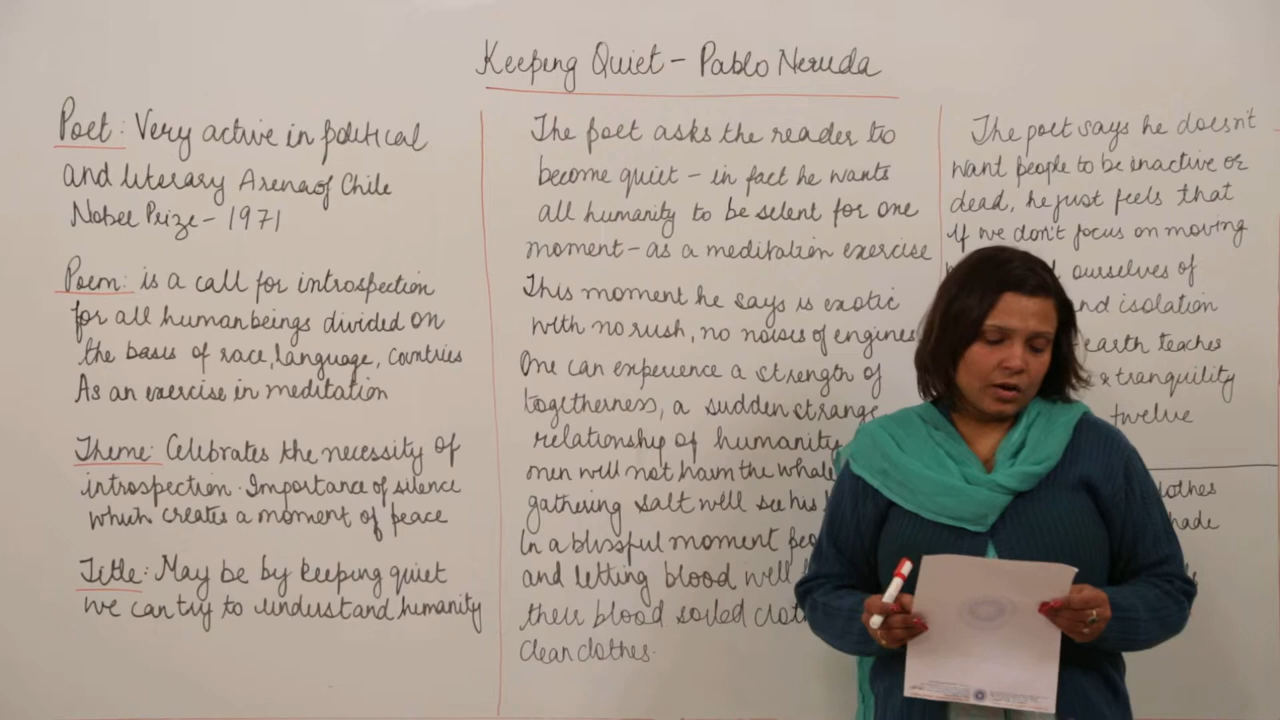 Keeping Quiet - Pablo Neruda
Poet: Very active in political
and literary Arena of Chile
Nobel Prize - 1971
Poem: is a call for introspection
for all human beings divided on
the basis of race, language, countries
As an exercise in meditation
Theme: Celebrates the necessity of
introspection. Importance of silence
which creates a moment of peace
Title: May be by keeping quiet
we can try to understand humanity
The poet asks the reader to
become quiet - in fact he wants
all humanity to be silent for one
moment - as a meditation exercise
This moment he says is exotic
with no rush, no noises of engines
One can experience a strength of
togetherness, a sudden strange
relationship of humanity
men will not harm the whale
gathering salt will see his
In a blissful moment
and letting blood will
their blood soiled
clean clothes.
The poet says he doesn't
want people to be inactive or
dead, he just feels that
if we don't focus on moving
ourselves of
and isolation
earth teaches
& tranquility
twelve